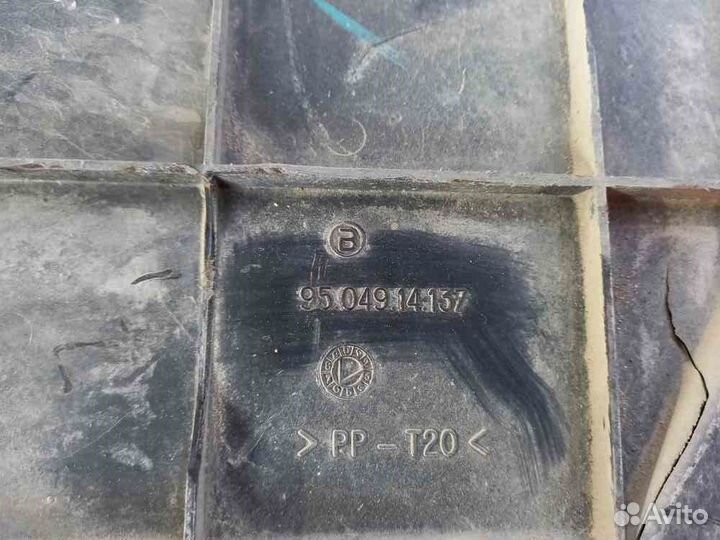 B
95.049.14.137
> PP - T20 <
Avito